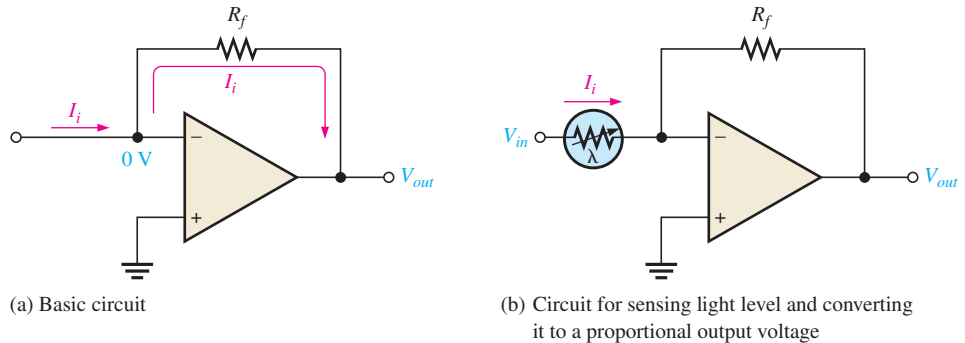 R_f
I_i
I_i
0 V
−
+
V_out
(a) Basic circuit
R_f
I_i
V_in
λ
−
+
V_out
(b) Circuit for sensing light level and converting
it to a proportional output voltage